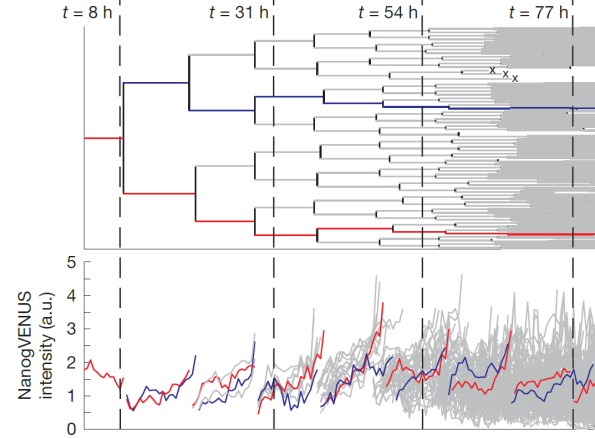 t = 8 h t = 31 h t = 54 h t = 77 h
x
x
x
5
4
3
2
1
0
NanogVENUS
intensity (a.u.)